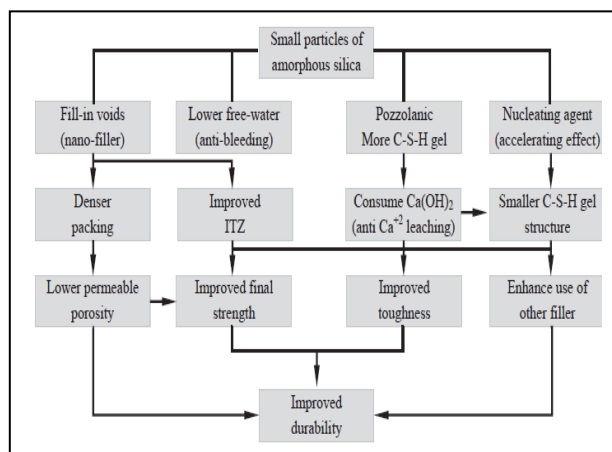 Small particles of
amorphous silica
Fill-in voids
(nano-filler)
Lower free-water
(anti-bleeding)
Pozzolanic
More C-S-H gel
Nucleating agent
(accelerating effect)
Denser
packing
Improved
ITZ
Consume Ca(OH)₂
(anti Ca⁺² leaching)
Smaller C-S-H gel
structure
Lower permeable
porosity
Improved final
strength
Improved
toughness
Enhance use of
other filler
Improved
durability